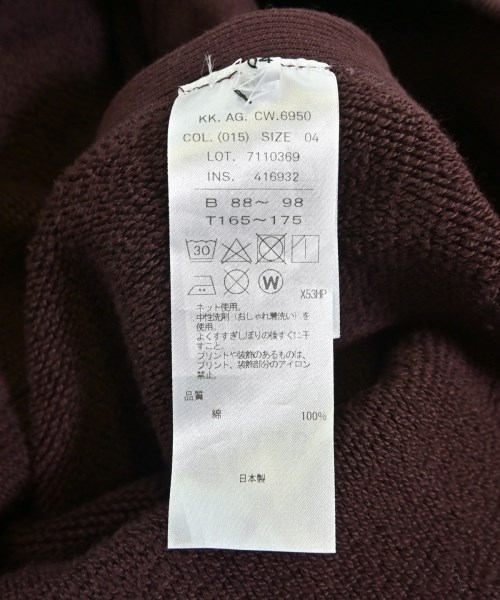 04
KK. AG. CW.6950
COL. (015) SIZE 04
LOT. 7110369
INS. 416932
B 88～ 98
T165～175
30
W
X53MP
ネット使用。
中性洗剤（おしゃれ着洗い）を
使用。
よくすすぎしぼりの後すぐに干
すこと。
プリントや装飾のあるものは、
プリント、装飾部分のアイロン
禁止。
品質
綿 100%
日本製